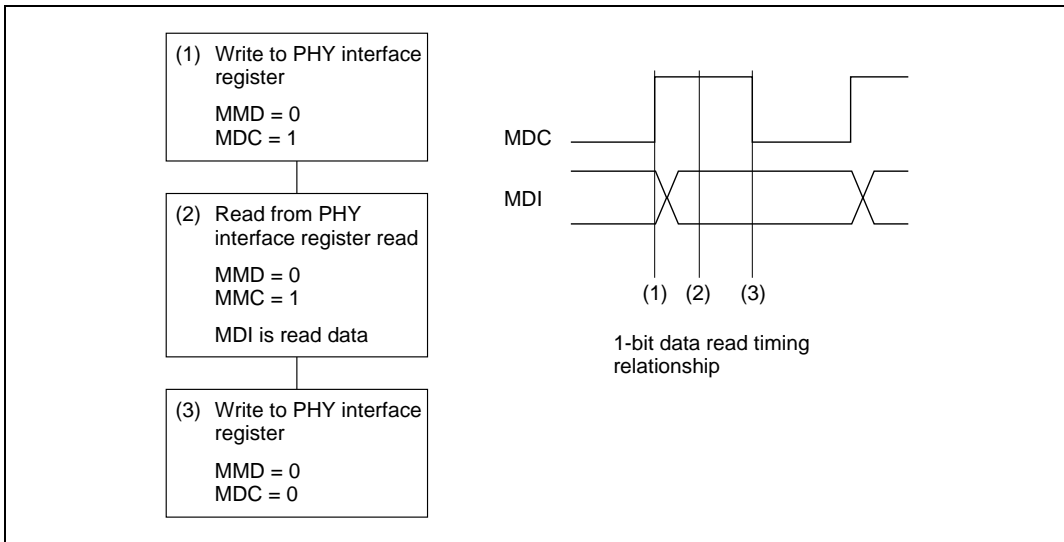 (1) Write to PHY interface
register
MMD = 0
MDC = 1
(2) Read from PHY
interface register read
MMD = 0
MMC = 1
MDI is read data
(3) Write to PHY interface
register
MMD = 0
MDC = 0
MDC
MDI
(1) (2) (3)
1-bit data read timing
relationship